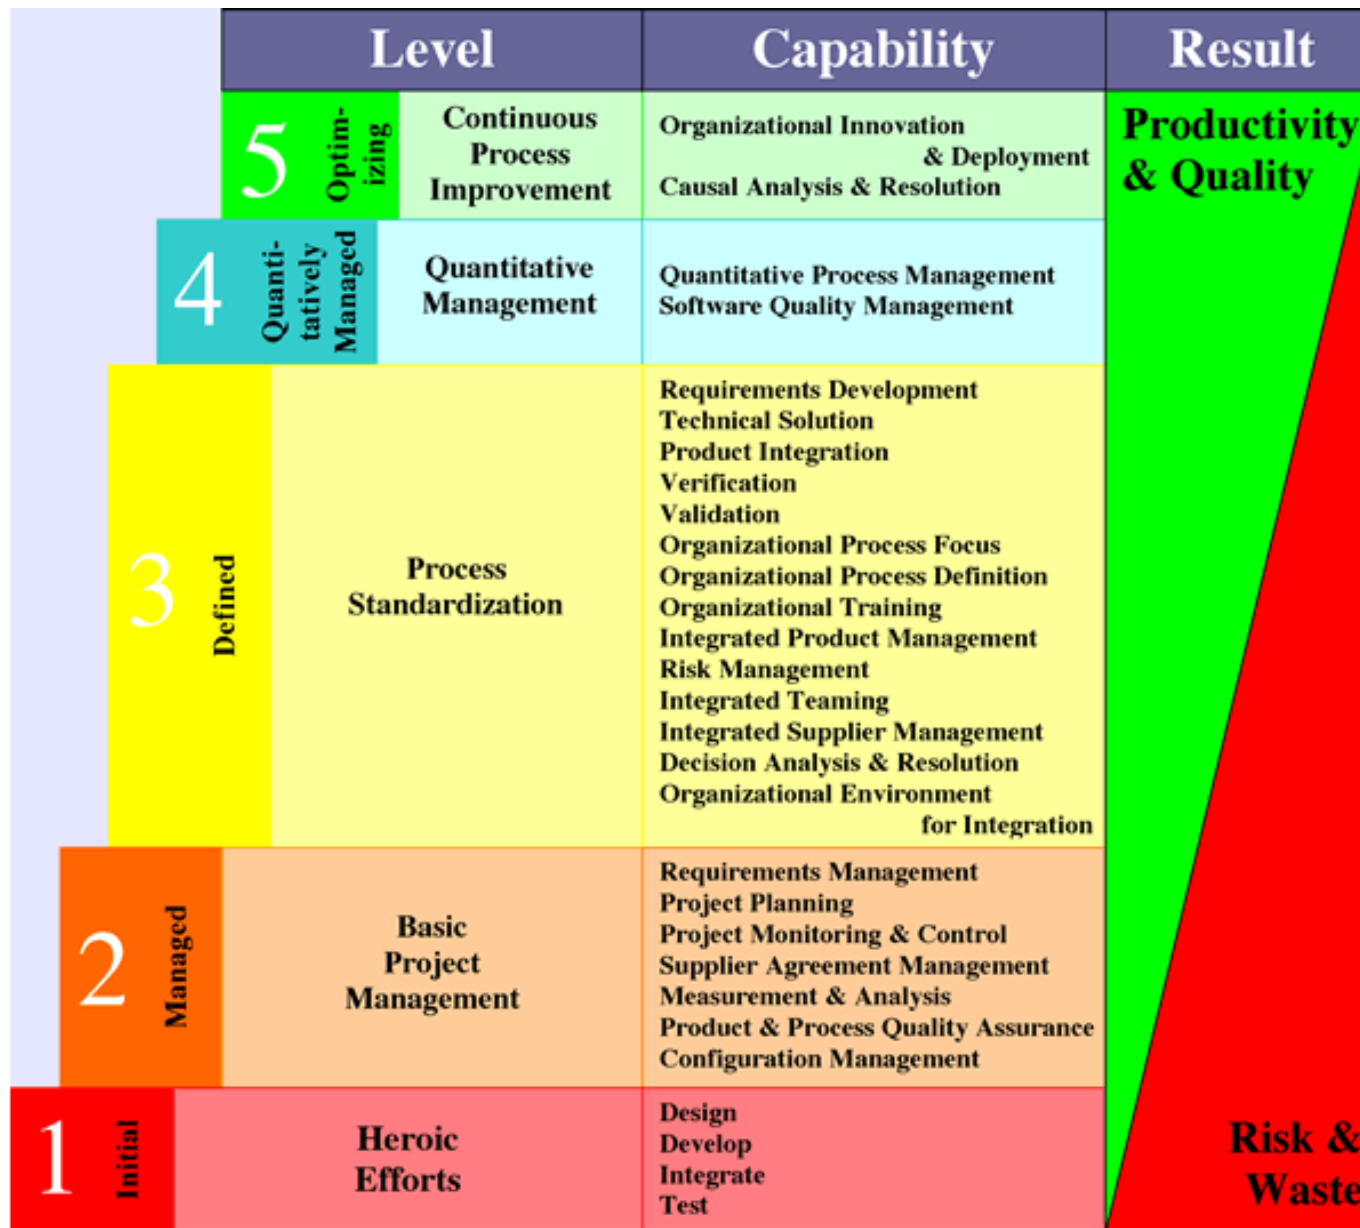 Level Capability Result
5
Optim-
izing
Continuous
Process
Improvement
Organizational Innovation
& Deployment
Causal Analysis & Resolution
Productivity
& Quality
4
Quanti-
tatively
Managed
Quantitative
Management
Quantitative Process Management
Software Quality Management
3
Defined
Process
Standardization
Requirements Development
Technical Solution
Product Integration
Verification
Validation
Organizational Process Focus
Organizational Process Definition
Organizational Training
Integrated Product Management
Risk Management
Integrated Teaming
Integrated Supplier Management
Decision Analysis & Resolution
Organizational Environment
for Integration
2
Managed
Basic
Project
Management
Requirements Management
Project Planning
Project Monitoring & Control
Supplier Agreement Management
Measurement & Analysis
Product & Process Quality Assurance
Configuration Management
1
Initial
Heroic
Efforts
Design
Develop
Integrate
Test
Risk &
Waste